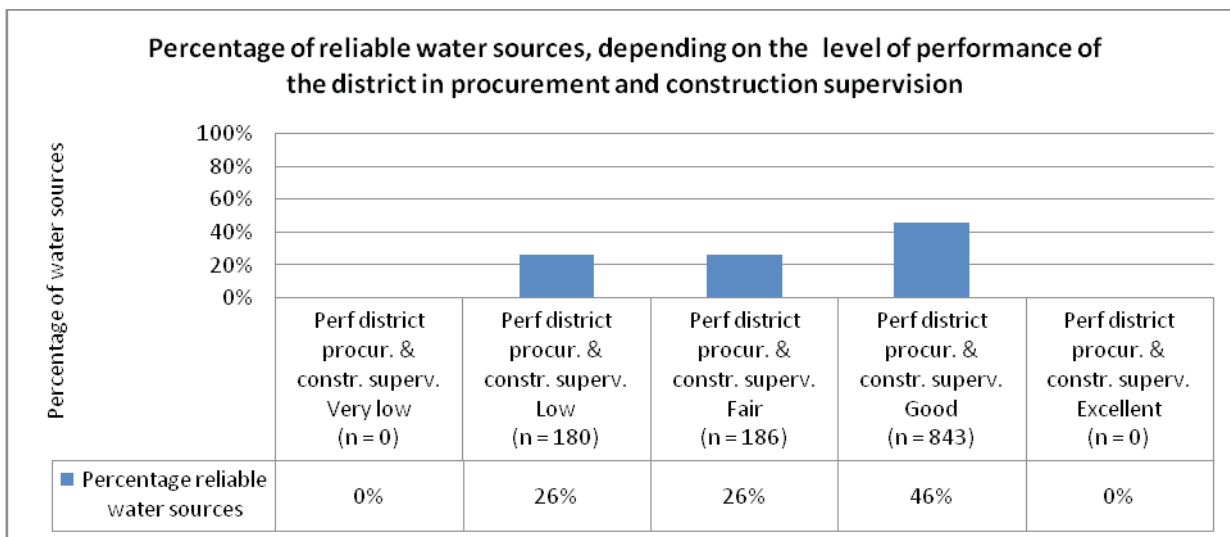 Percentage of reliable water sources, depending on the level of performance of
the district in procurement and construction supervision
Percentage of water sources
100%
80%
60%
40%
20%
0%
Perf district
procur. &
constr. superv.
Very low
(n = 0)
Perf district
procur. &
constr. superv.
Low
(n = 180)
Perf district
procur. &
constr. superv.
Fair
(n = 186)
Perf district
procur. &
constr. superv.
Good
(n = 843)
Perf district
procur. &
constr. superv.
Excellent
(n = 0)
Percentage reliable
water sources
0%
26%
26%
46%
0%